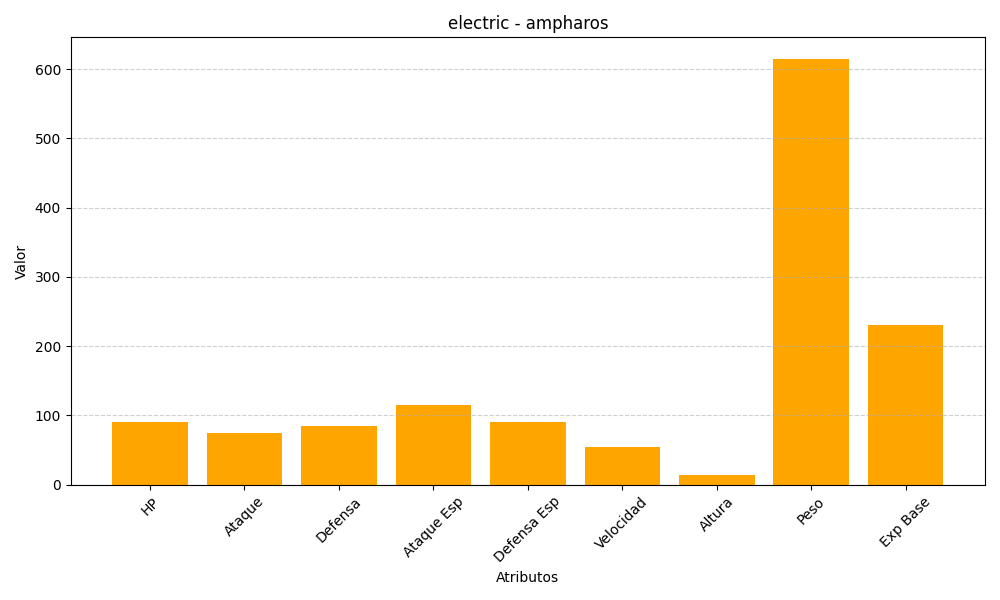 electric - ampharos
Valor
600
500
400
300
200
100
0
HP
Ataque
Defensa
Ataque Esp
Defensa Esp
Velocidad
Altura
Peso
Exp Base
Atributos